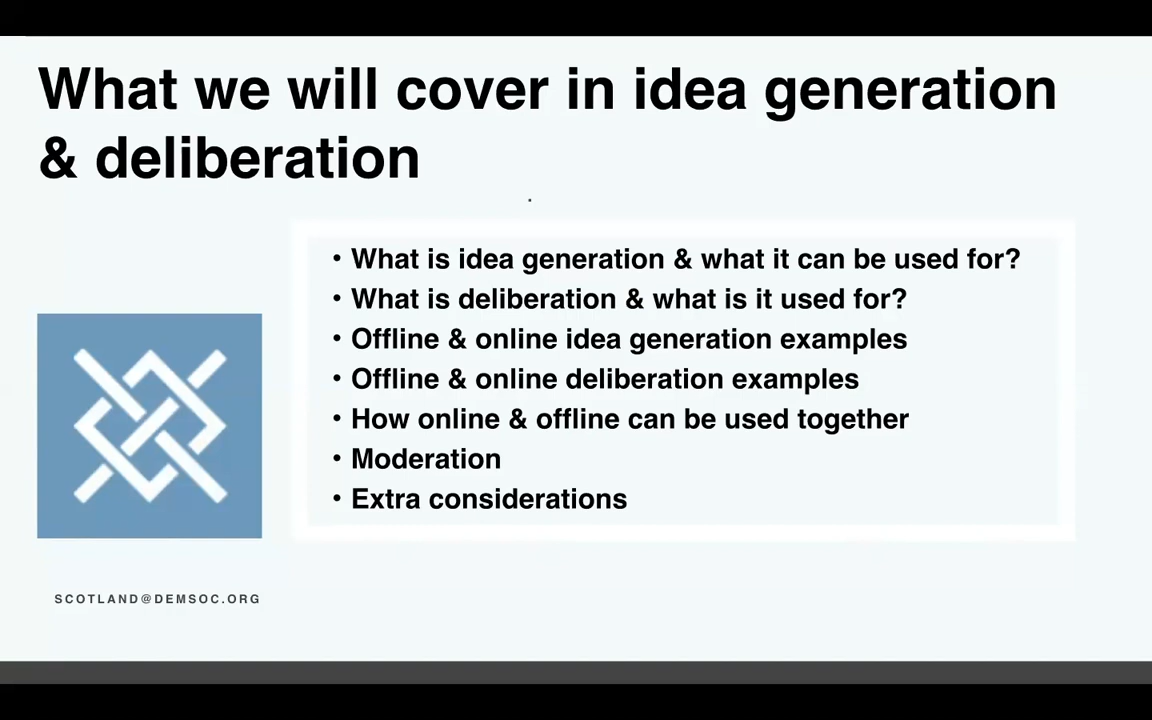 What we will cover in idea generation
& deliberation
• What is idea generation & what it can be used for?
• What is deliberation & what is it used for?
• Offline & online idea generation examples
• Offline & online deliberation examples
• How online & offline can be used together
• Moderation
• Extra considerations
SCOTLAND@DEMSOC.ORG